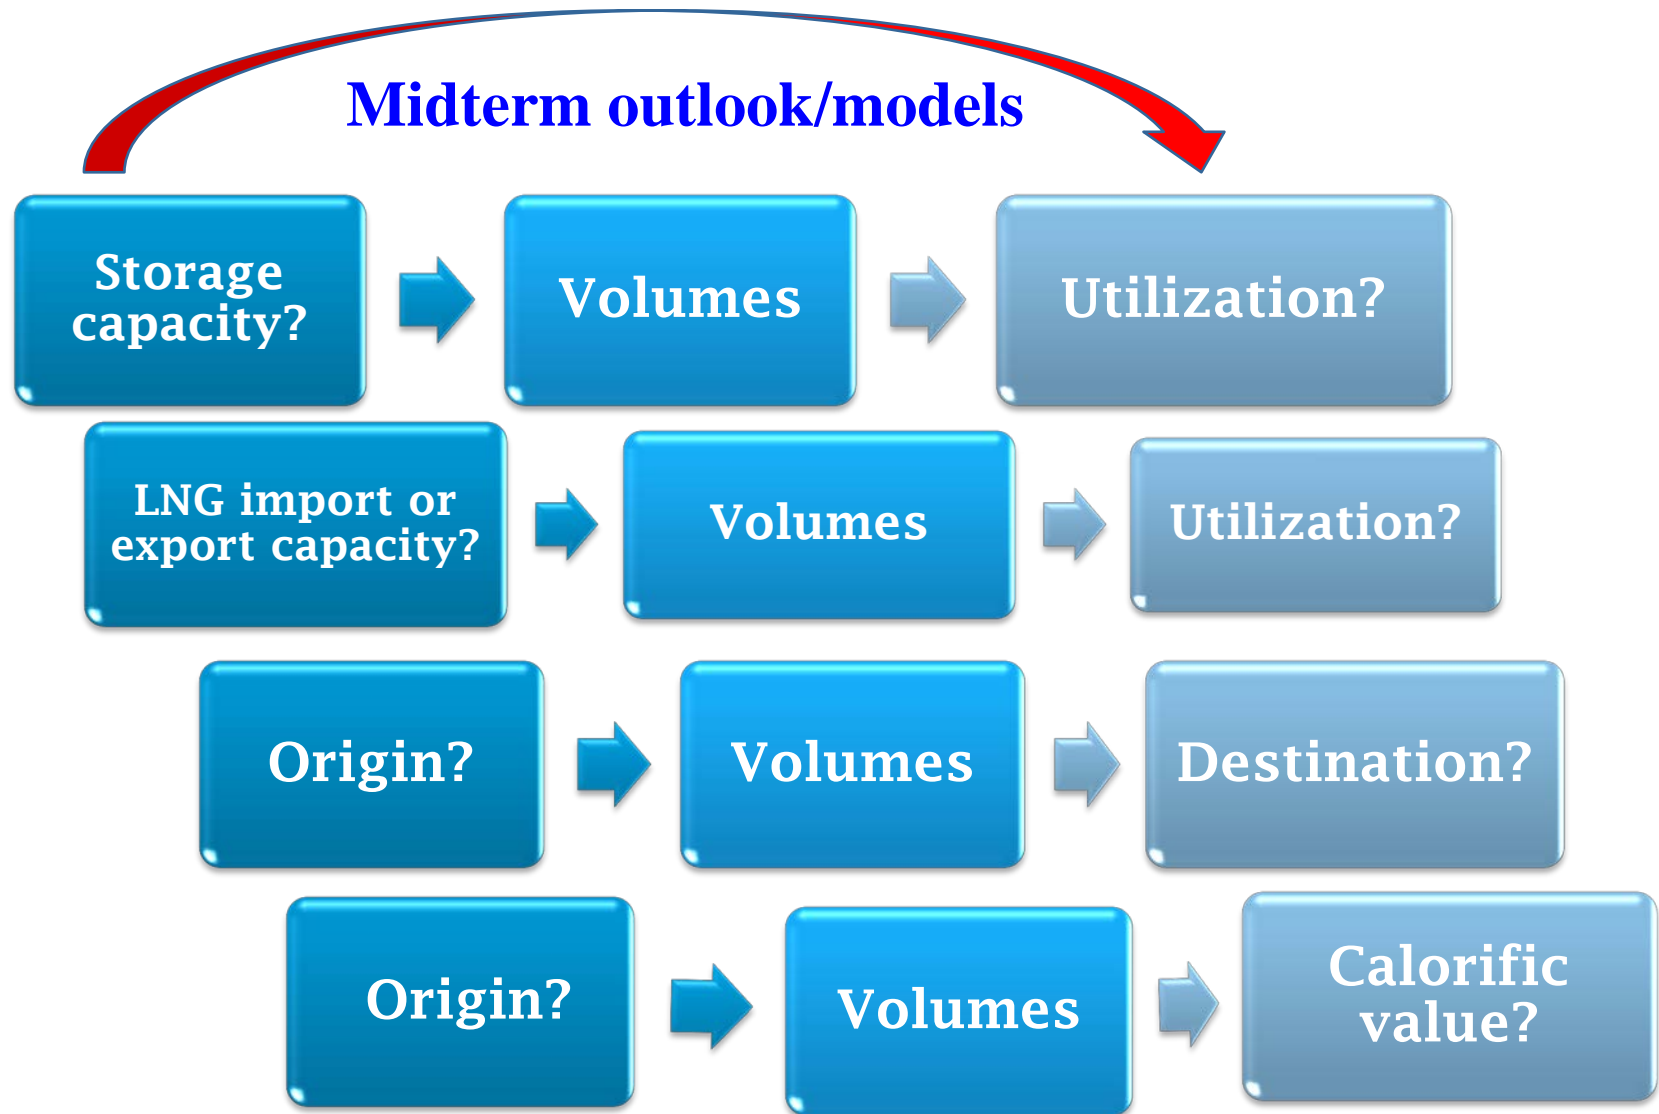 Midterm outlook/models
Storage
capacity?
Volumes
Utilization?
LNG import or
export capacity?
Volumes
Utilization?
Origin?
Volumes
Destination?
Origin?
Volumes
Calorific
value?